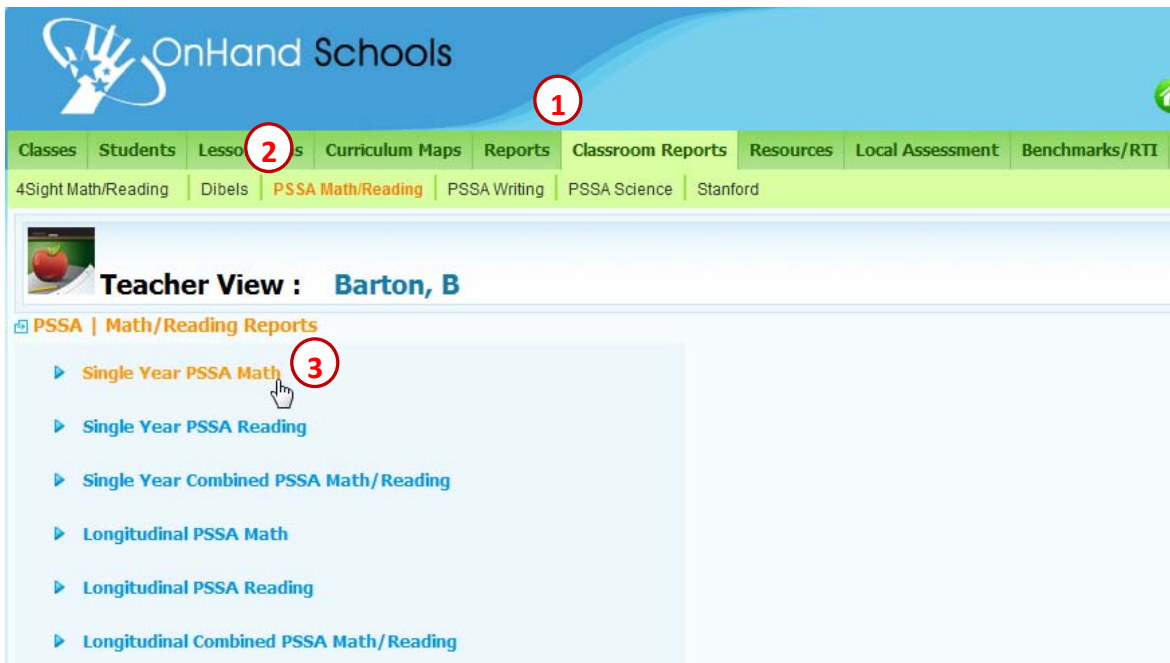 OnHand Schools
1
Classes Students Lesso 2 s Curriculum Maps Reports Classroom Reports Resources Local Assessment Benchmarks/RTI
4Sight Math/Reading Dibels PSSA Math/Reading PSSA Writing PSSA Science Stanford
Teacher View : Barton, B
PSSA | Math/Reading Reports
Single Year PSSA Math 3
Single Year PSSA Reading
Single Year Combined PSSA Math/Reading
Longitudinal PSSA Math
Longitudinal PSSA Reading
Longitudinal Combined PSSA Math/Reading